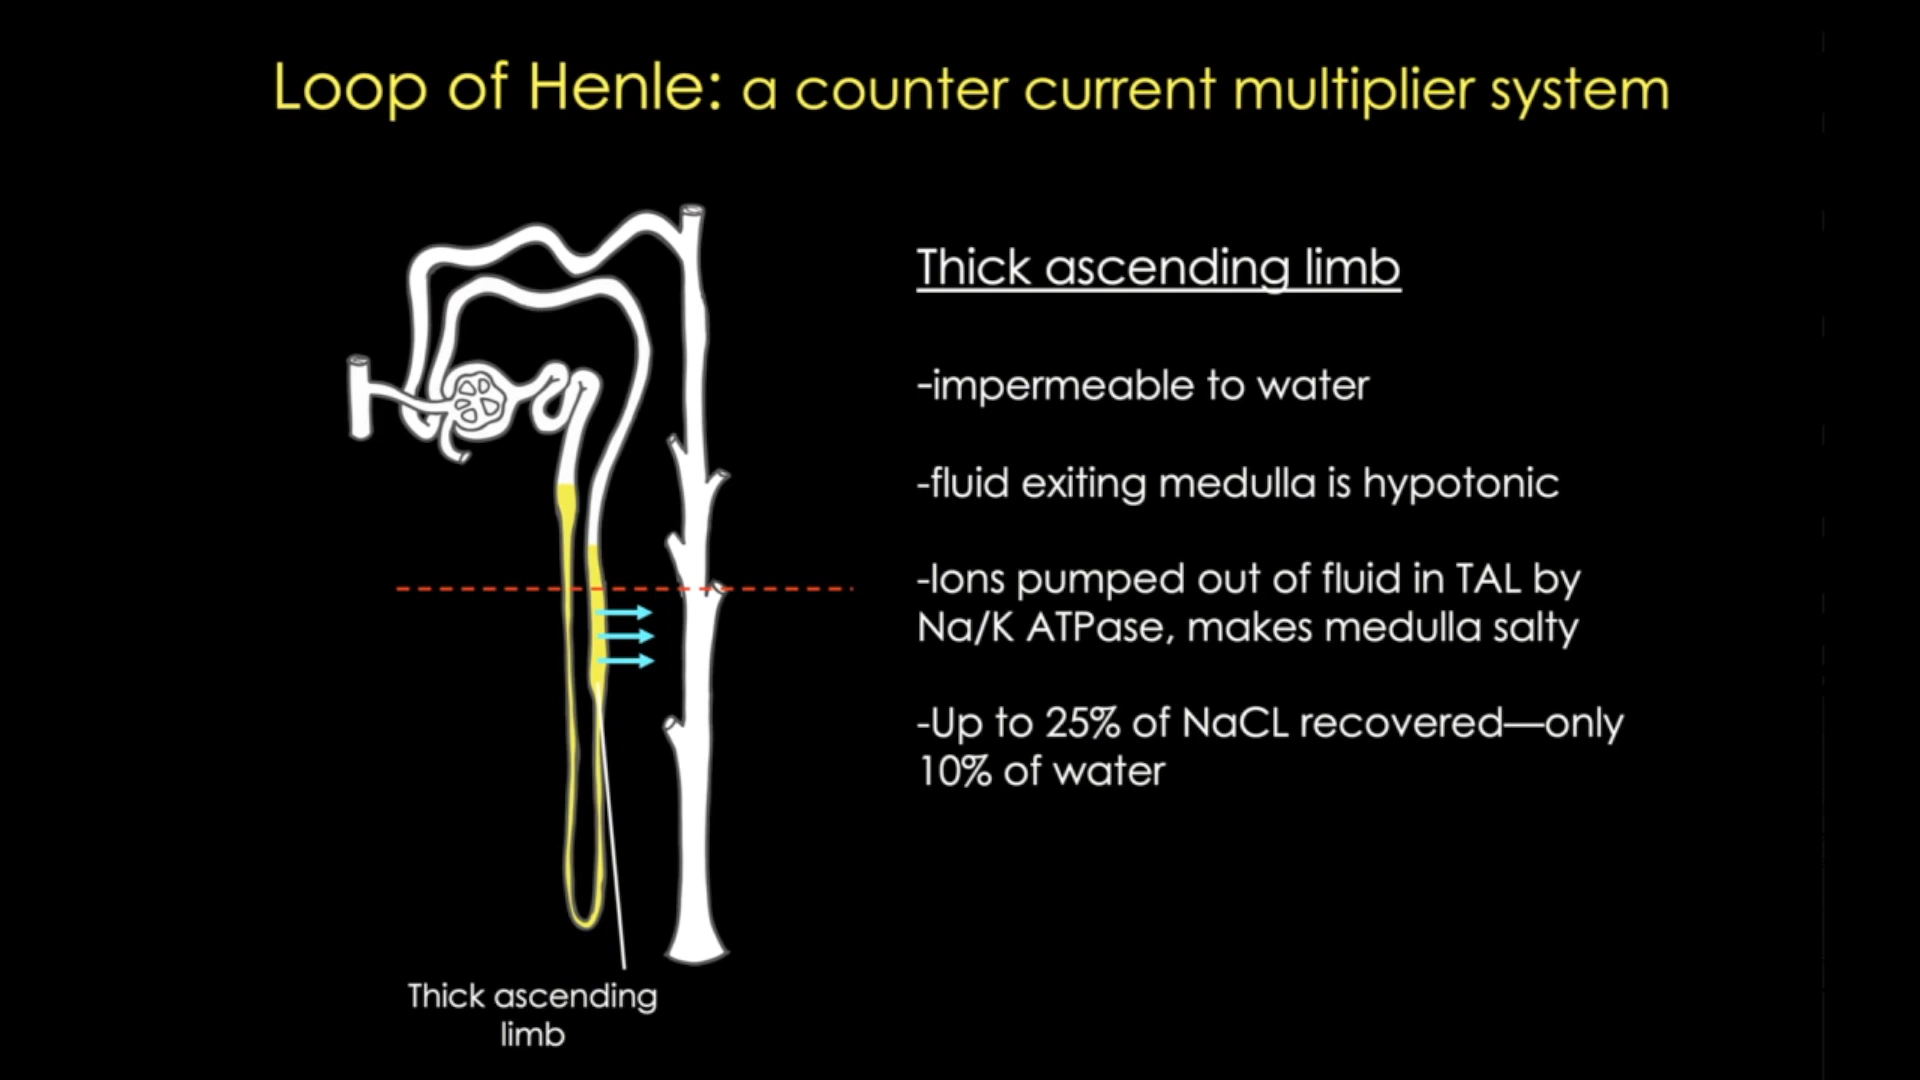 Loop of Henle: a counter current multiplier system
Thick ascending limb
-impermeable to water
-fluid exiting medulla is hypotonic
-Ions pumped out of fluid in TAL by
Na/K ATPase, makes medulla salty
-Up to 25% of NaCL recovered—only
10% of water
Thick ascending
limb